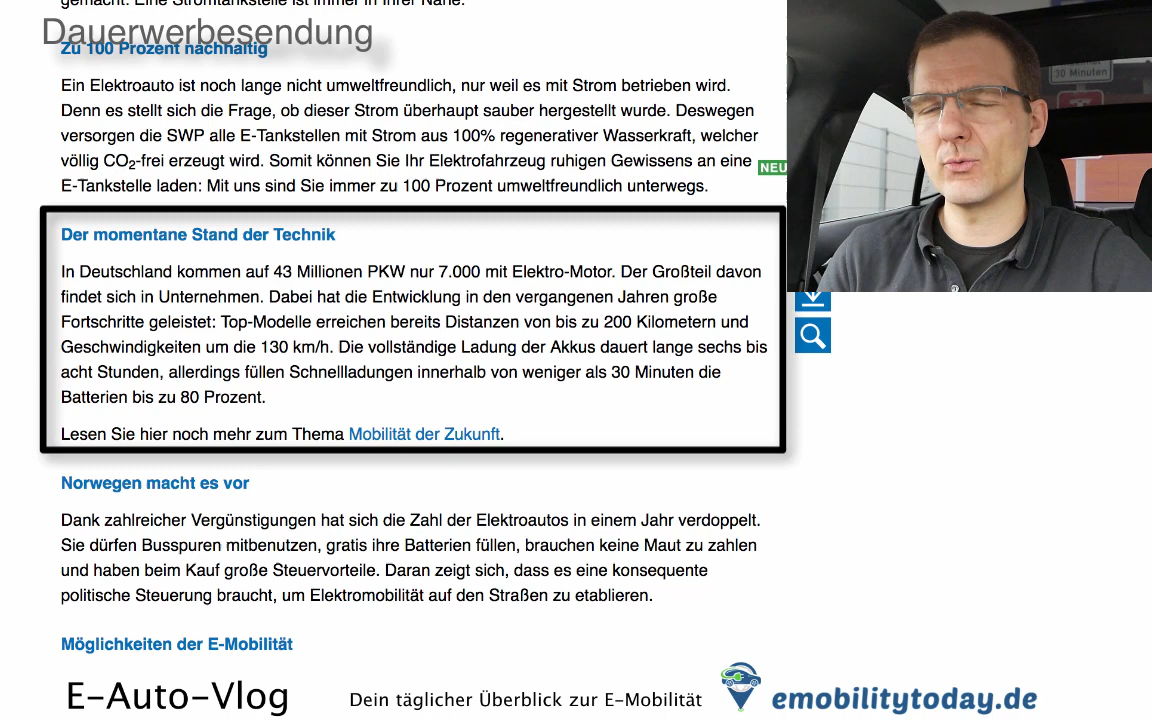 gemacht. Eine Stromtankstelle ist immer in Ihrer Nähe.
Dauerwerbesendung
Zu 100 Prozent nachhaltig
Ein Elektroauto ist noch lange nicht umweltfreundlich, nur weil es mit Strom betrieben wird.
Denn es stellt sich die Frage, ob dieser Strom überhaupt sauber hergestellt wurde. Deswegen
versorgen die SWP alle E-Tankstellen mit Strom aus 100% regenerativer Wasserkraft, welcher
völlig CO₂-frei erzeugt wird. Somit können Sie Ihr Elektrofahrzeug ruhigen Gewissens an eine
E-Tankstelle laden: Mit uns sind Sie immer zu 100 Prozent umweltfreundlich unterwegs.
NEU
30 Minuten
Der momentane Stand der Technik
In Deutschland kommen auf 43 Millionen PKW nur 7.000 mit Elektro-Motor. Der Großteil davon
findet sich in Unternehmen. Dabei hat die Entwicklung in den vergangenen Jahren große
Fortschritte geleistet: Top-Modelle erreichen bereits Distanzen von bis zu 200 Kilometern und
Geschwindigkeiten um die 130 km/h. Die vollständige Ladung der Akkus dauert lange sechs bis
acht Stunden, allerdings füllen Schnellladungen innerhalb von weniger als 30 Minuten die
Batterien bis zu 80 Prozent.
Lesen Sie hier noch mehr zum Thema Mobilität der Zukunft.
Norwegen macht es vor
Dank zahlreicher Vergünstigungen hat sich die Zahl der Elektroautos in einem Jahr verdoppelt.
Sie dürfen Busspuren mitbenutzen, gratis ihre Batterien füllen, brauchen keine Maut zu zahlen
und haben beim Kauf große Steuervorteile. Daran zeigt sich, dass es eine konsequente
politische Steuerung braucht, um Elektromobilität auf den Straßen zu etablieren.
Möglichkeiten der E-Mobilität
E-Auto-Vlog
Dein täglicher Überblick zur E-Mobilität
emobilitytoday.de